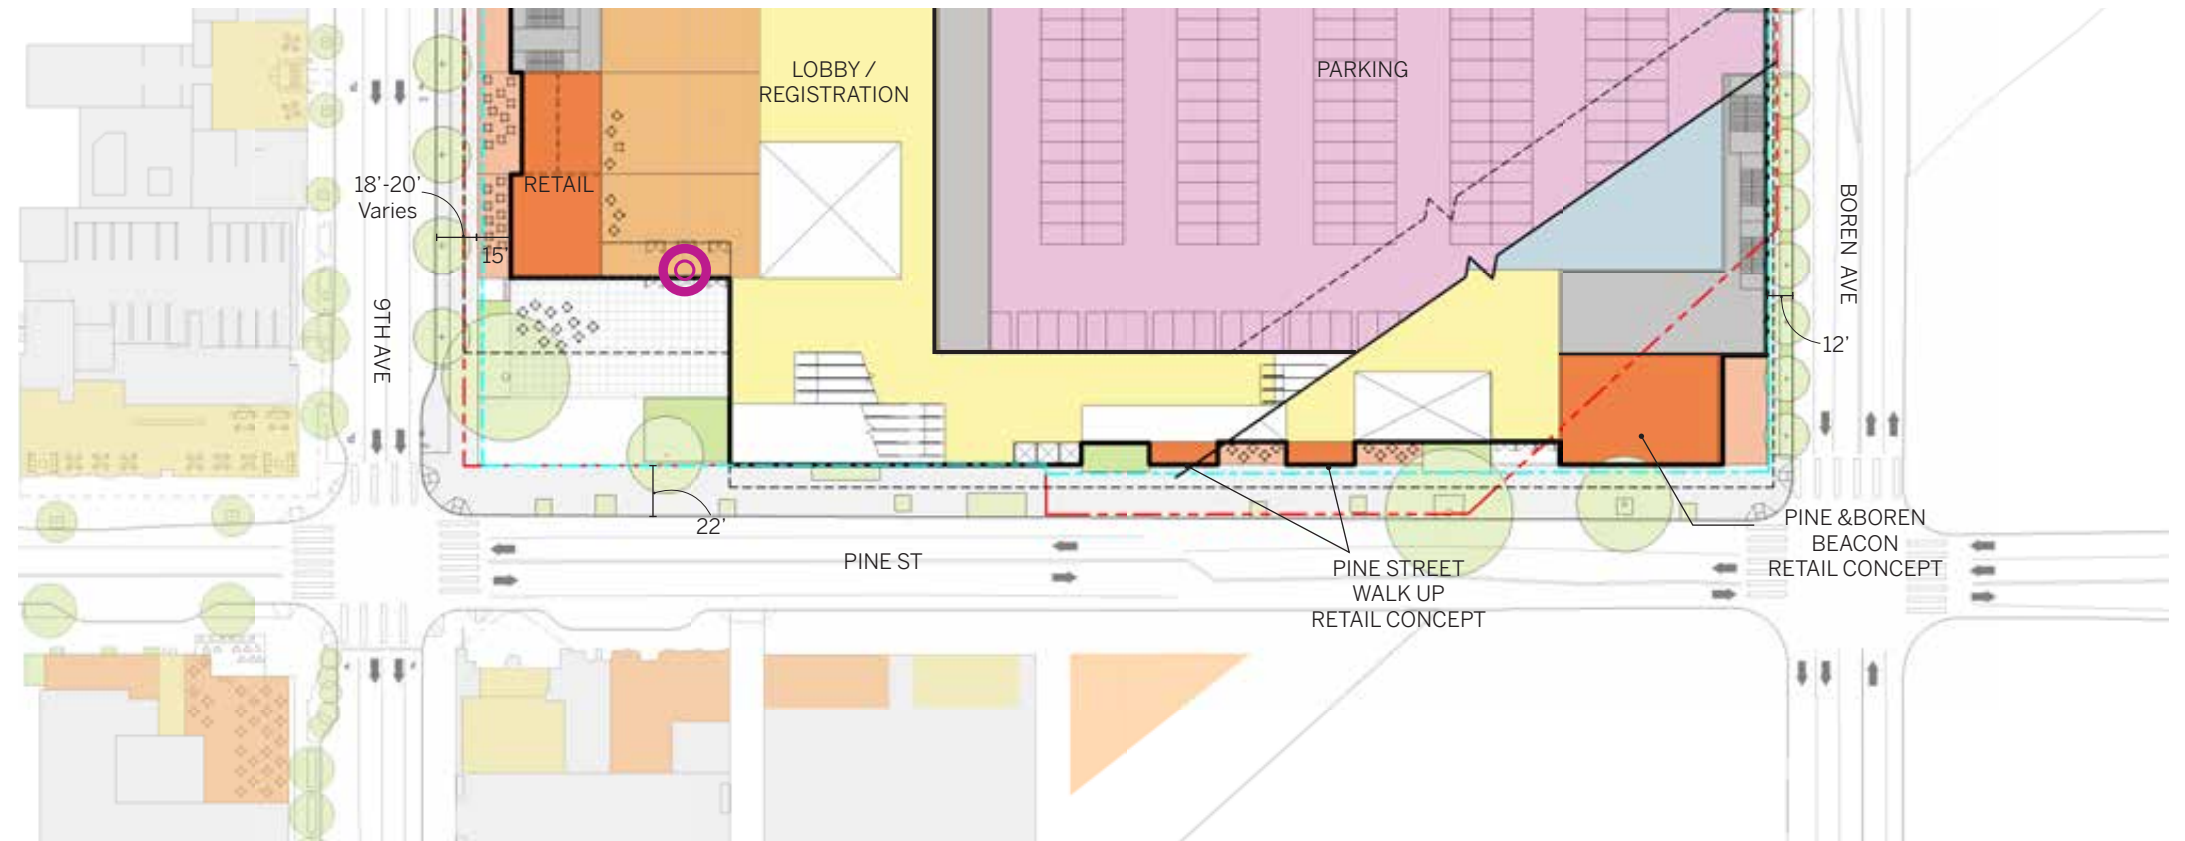 LOBBY /
REGISTRATION
PARKING
RETAIL
18'-20'
Varies
15'
9TH AVE
BOREN AVE
12'
22'
PINE ST
PINE STREET
WALK UP
RETAIL CONCEPT
PINE &BOREN
BEACON
RETAIL CONCEPT